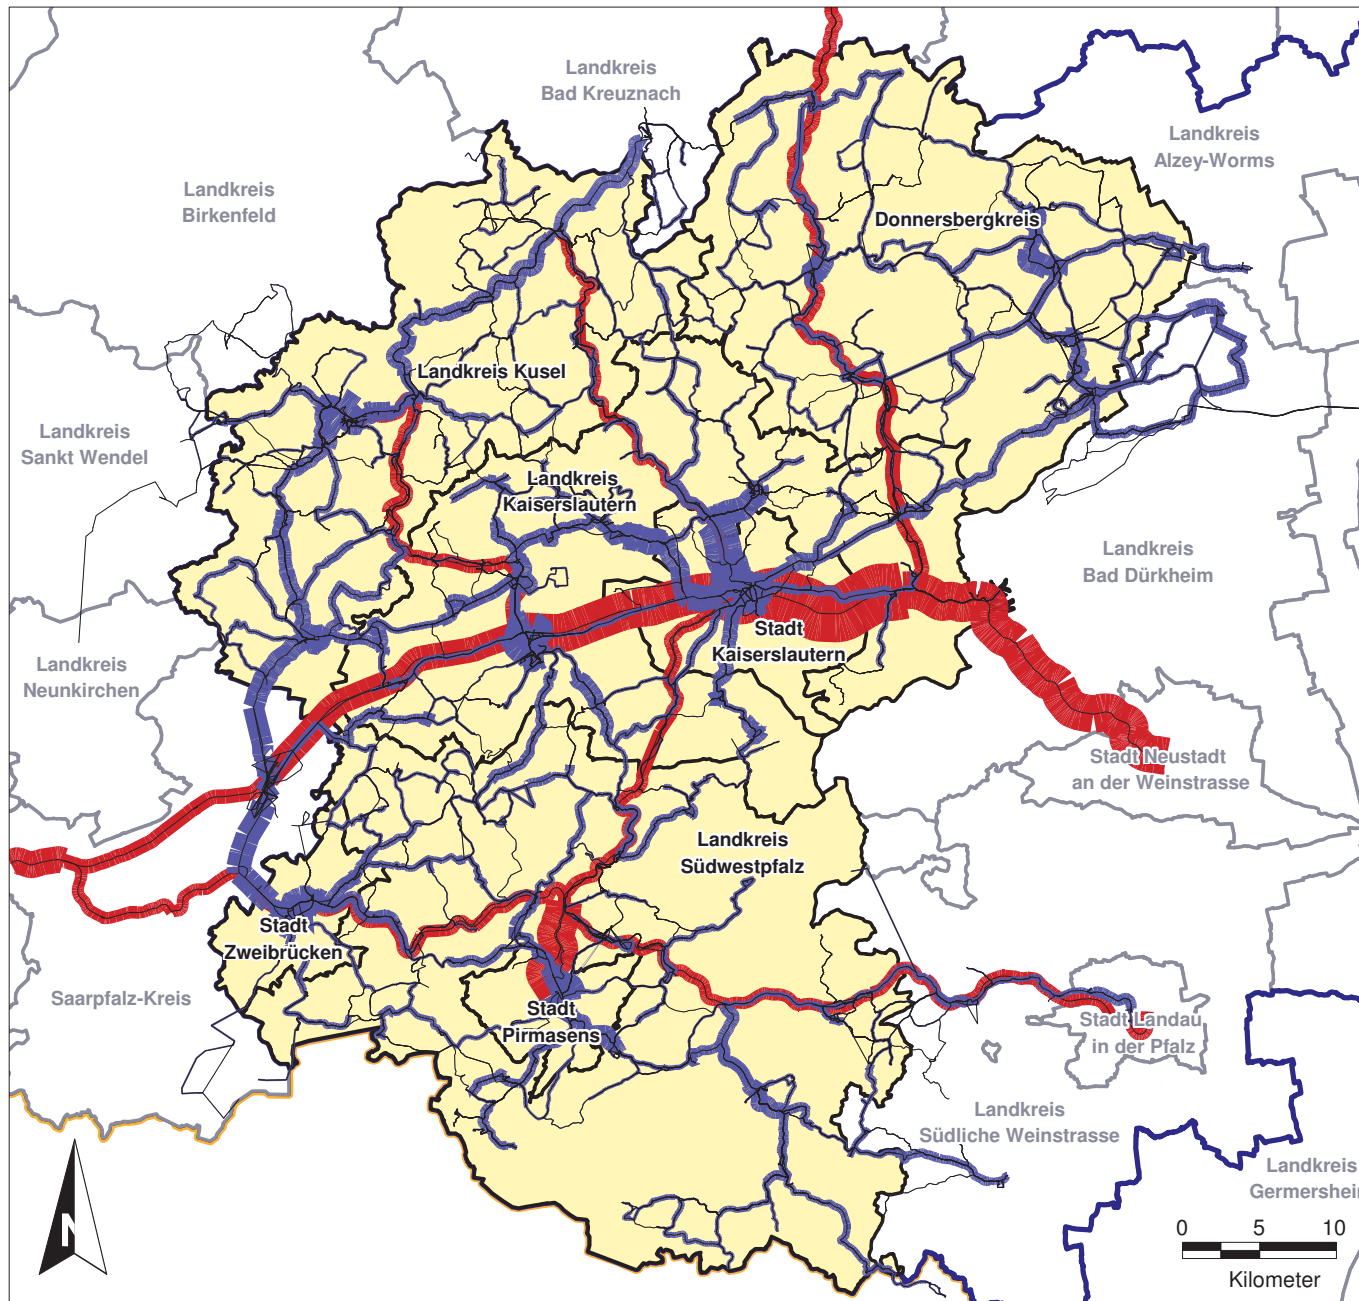 Landkreis
Bad Kreuznach
Landkreis
Alzey-Worms
Landkreis
Birkenfeld
Donnersbergkreis
Landkreis Kusel
Landkreis
Sankt Wendel
Landkreis
Kaiserslautern
Landkreis
Bad Dürkheim
Stadt
Kaiserslautern
Landkreis
Neunkirchen
Stadt Neustadt
an der Weinstrasse
Landkreis
Südwestpfalz
Stadt
Zweibrücken
Saarpfalz-Kreis
Stadt
Pirmasens
Stadt Landau
in der Pfalz
Landkreis
Südliche Weinstrasse
Landkreis
Germersheim
N
0 5 10
Kilometer